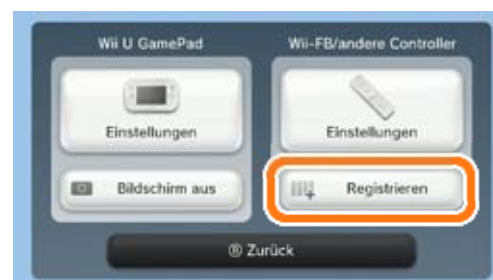 Wii U GamePad
Wii-FB/andere Controller
Einstellungen
Einstellungen
Bildschirm aus
Registrieren
Ⓑ Zurück